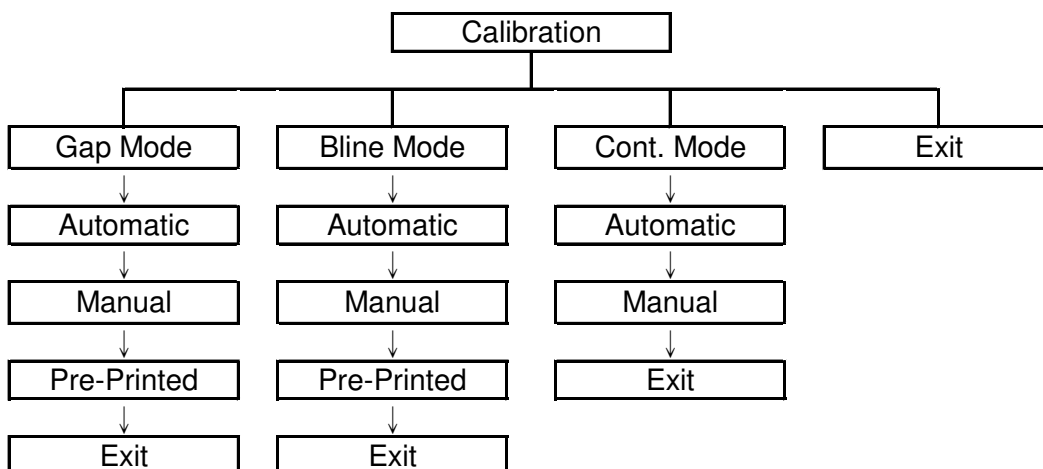 Calibration
Gap Mode
Bline Mode
Cont. Mode
Exit
Automatic
Automatic
Automatic
Manual
Manual
Manual
Pre-Printed
Pre-Printed
Exit
Exit
Exit